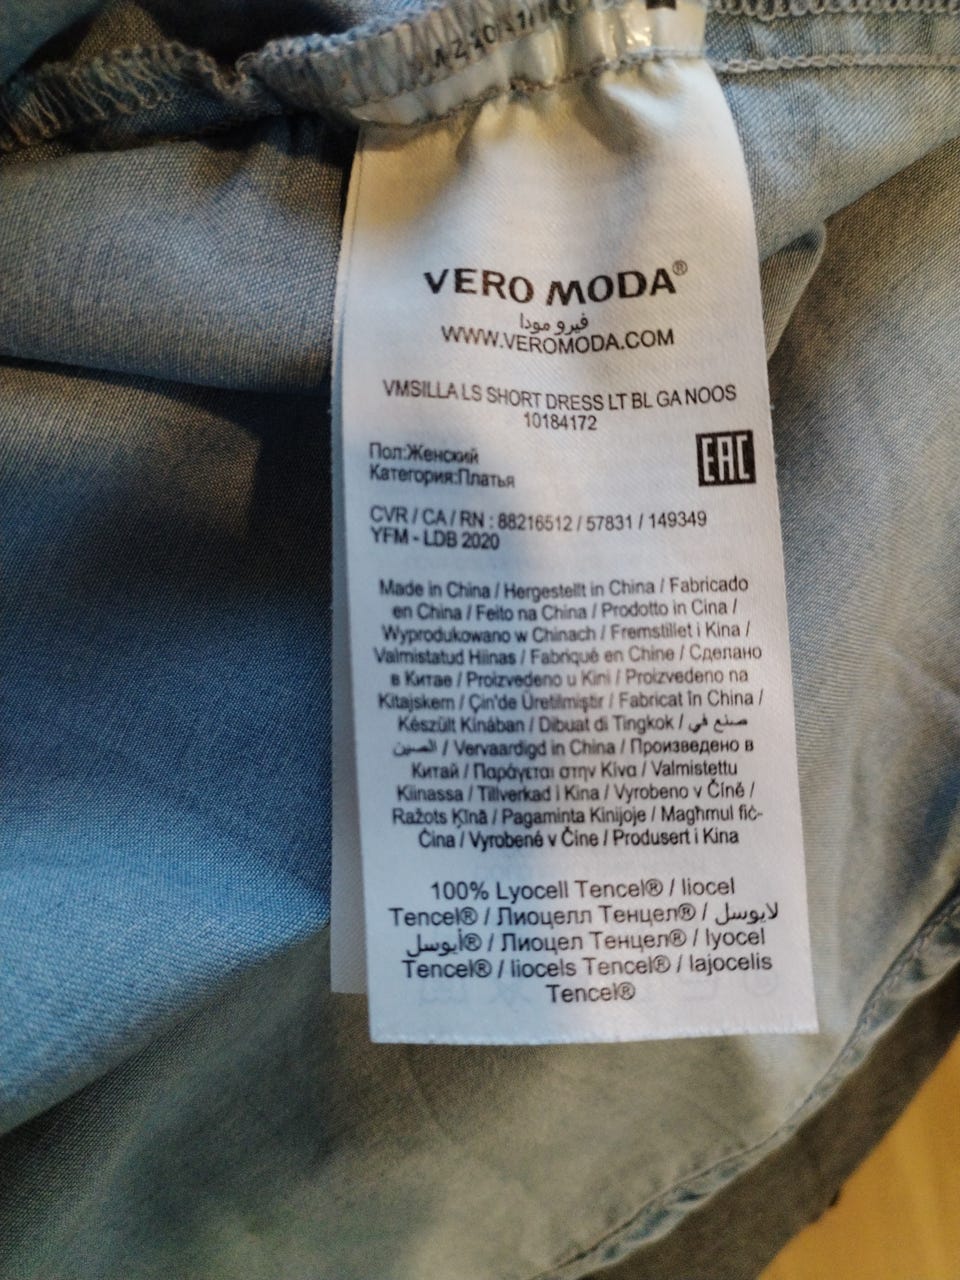 VERO MODA®
فيرو مودا
WWW.VEROMODA.COM
VMSILLA LS SHORT DRESS LT BL GA NOOS
10184172
Пол:Женский
Категория:Платья
EAC
CVR / CA / RN : 88216512 / 57831 / 149349
YFM - LDB 2020
Made in China / Hergestellt in China / Fabricado
en China / Feito na China / Prodotto in Cina /
Wyprodukowano w Chinach / Fremstillet i Kina /
Valmistatud Hiinas / Fabriqué en Chine / Сделано
в Китае / Proizvedeno u Kini / Proizvedeno na
Kitajskem / Çin'de Üretilmiştir / Fabricat în China /
Készült Kínában / Dibuat di Tingkok / صنع في
الصين / Vervaardigd in China / Произведено в
Китай / Παράγεται στην Κίνα / Valmistettu
Kiinassa / Tillverkad i Kina / Vyrobeno v Číně /
Ražots Ķīnā / Pagaminta Kinijoje / Magħmul fiċ-
Ċina / Vyrobené v Číne / Produsert i Kina
100% Lyocell Tencel® / liocel
Tencel® / Лиоцелл Тенцел® / لايوسل
أيوسل® / Лиоцел Тенцел® / lyocel
Tencel® / liocels Tencel® / lajocelis
Tencel®